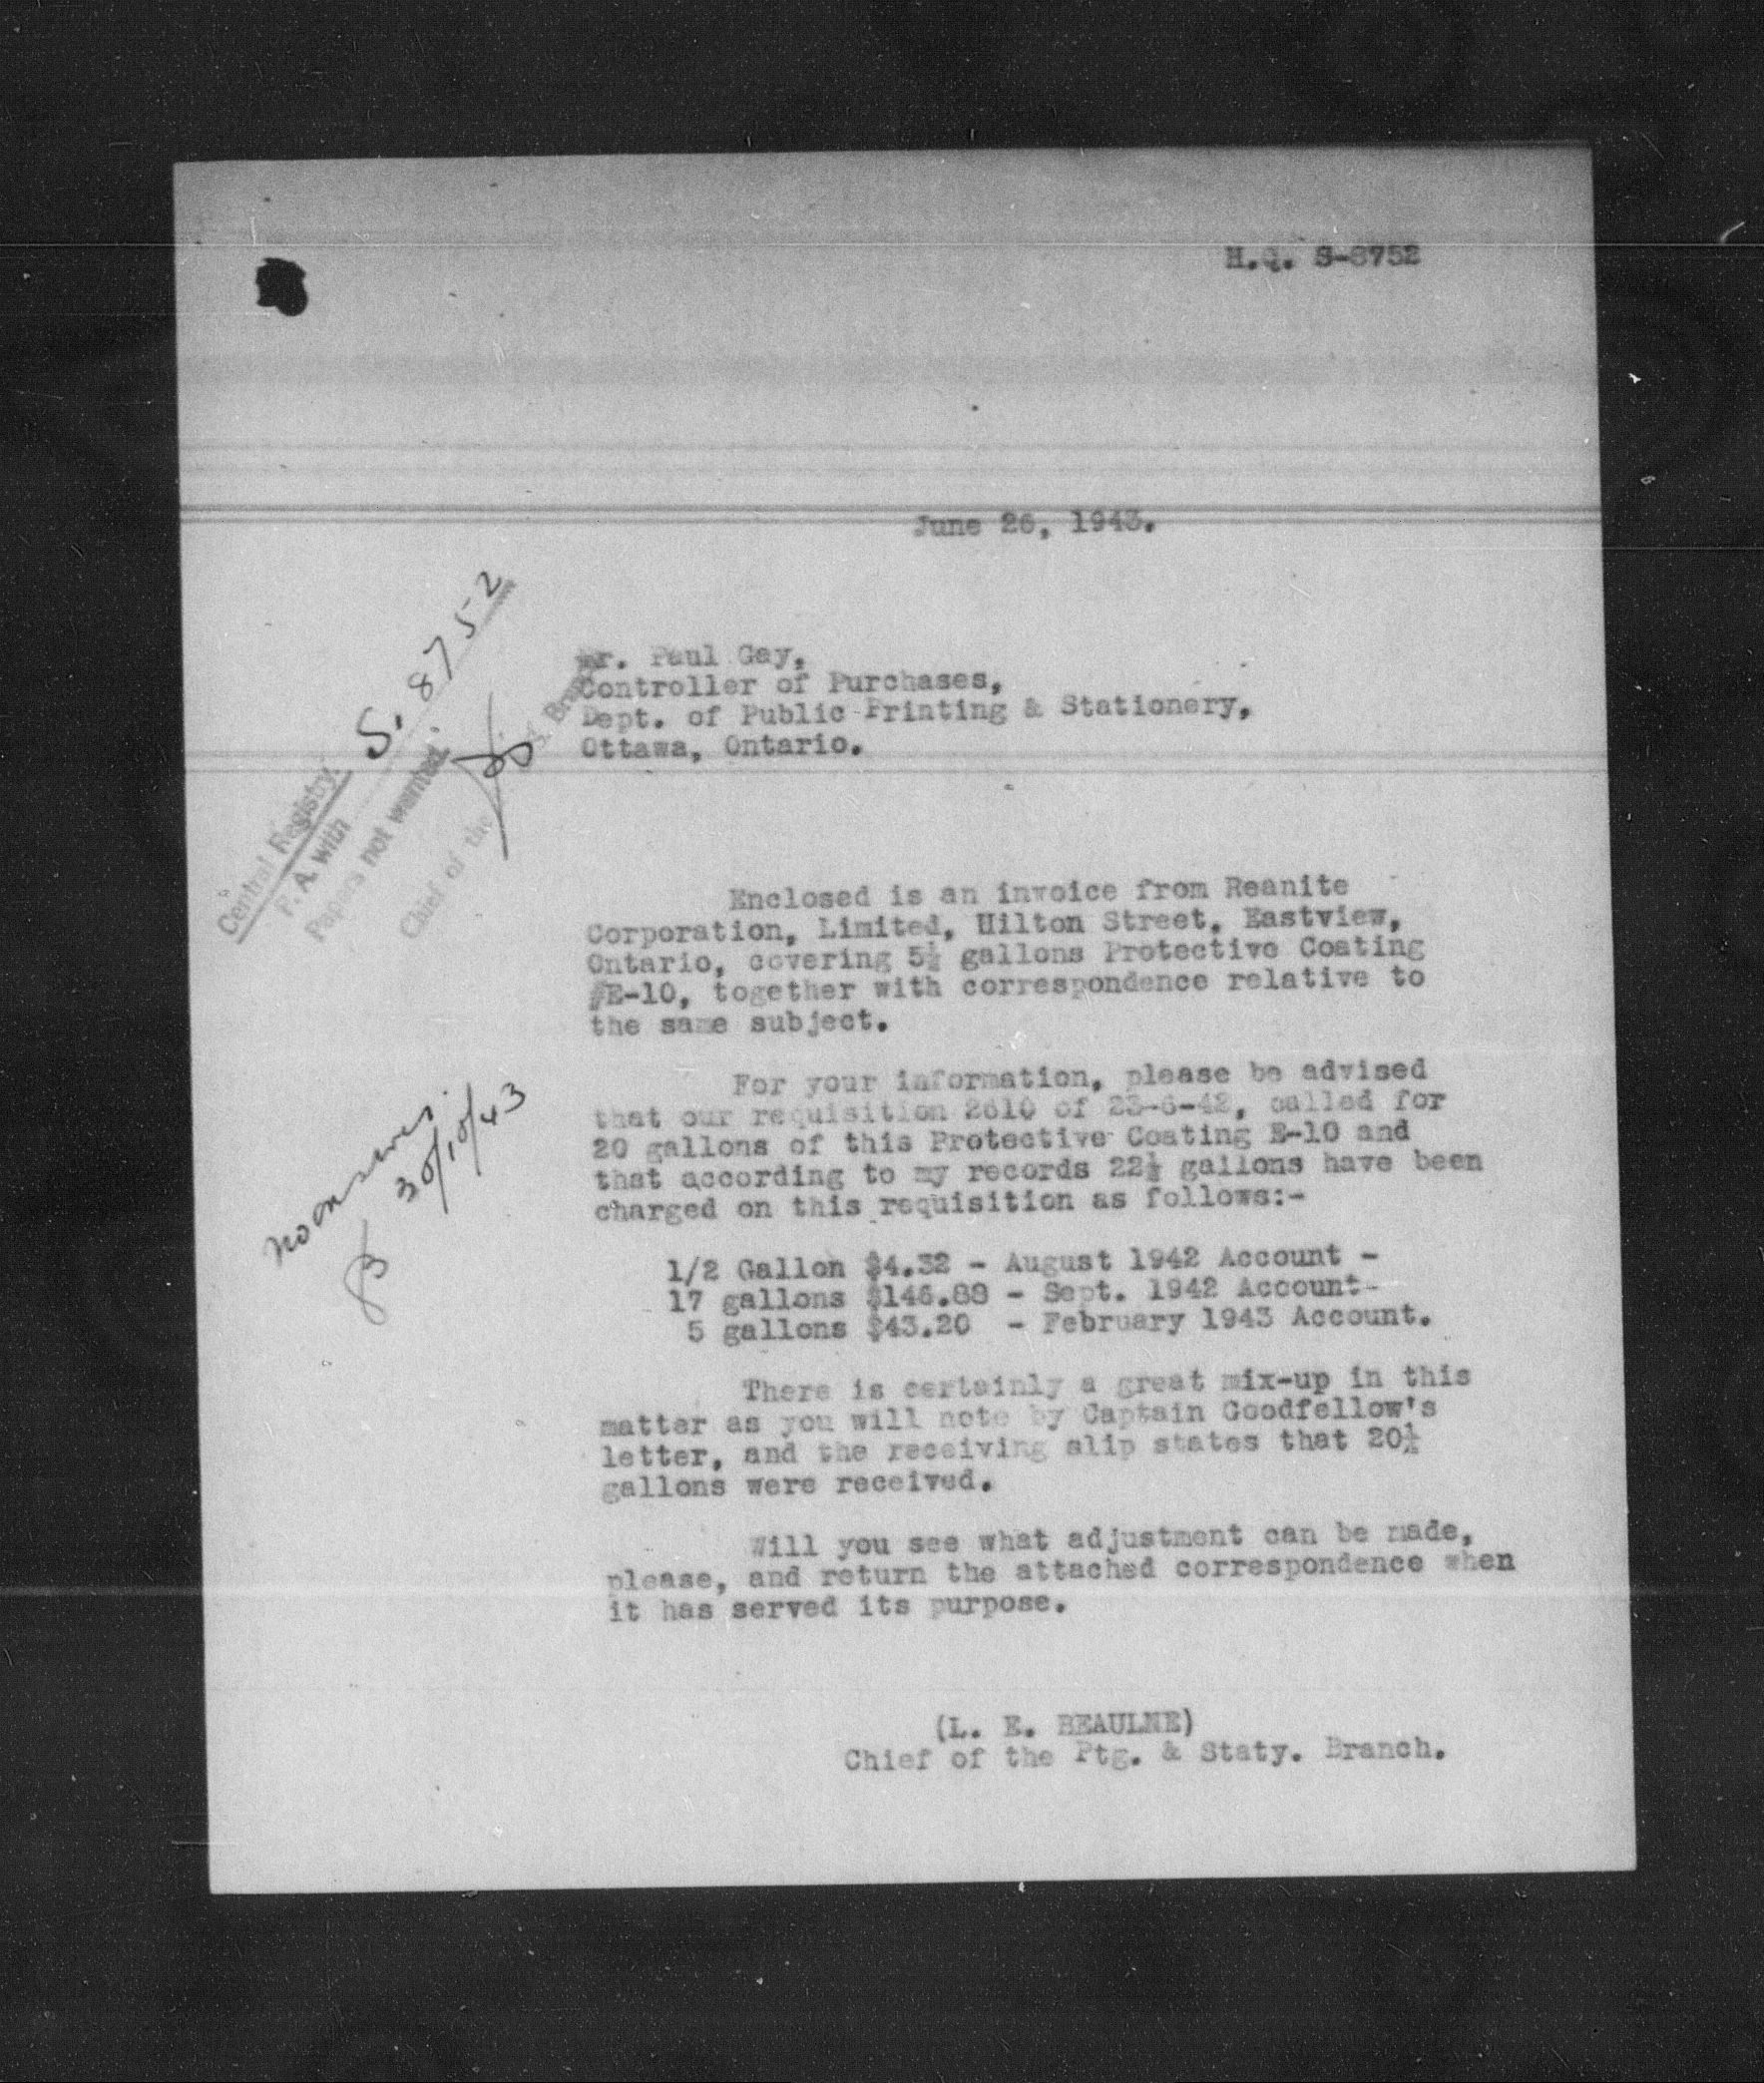 H.Q. S-8752
June 26, 1943.
Central Registry.
P. A. with S. 8752
Papers not wanted.
Chief of the & Branch
Mr. Paul Gay,
Controller of Purchases,
Dept. of Public Printing & Stationery,
Ottawa, Ontario.
Enclosed is an invoice from Reanite
Corporation, Limited, Hilton Street, Eastview,
Ontario, covering 5½ gallons Protective Coating
#E-10, together with correspondence relative to
the same subject.
no answer
30/10/43
For your information, please be advised
that our requisition 2610 of 23-6-42, called for
20 gallons of this Protective Coating E-10 and
that according to my records 22½ gallons have been
charged on this requisition as follows:-
1/2 Gallon $4.32 - August 1942 Account -
17 gallons $146.88 - Sept. 1942 Account-
5 gallons $43.20 - February 1943 Account.
There is certainly a great mix-up in this
matter as you will note by Captain Goodfellow's
letter, and the receiving slip states that 20½
gallons were received.
Will you see what adjustment can be made,
please, and return the attached correspondence when
it has served its purpose.
(L. E. BEAULNE)
Chief of the Ptg. & Staty. Branch.